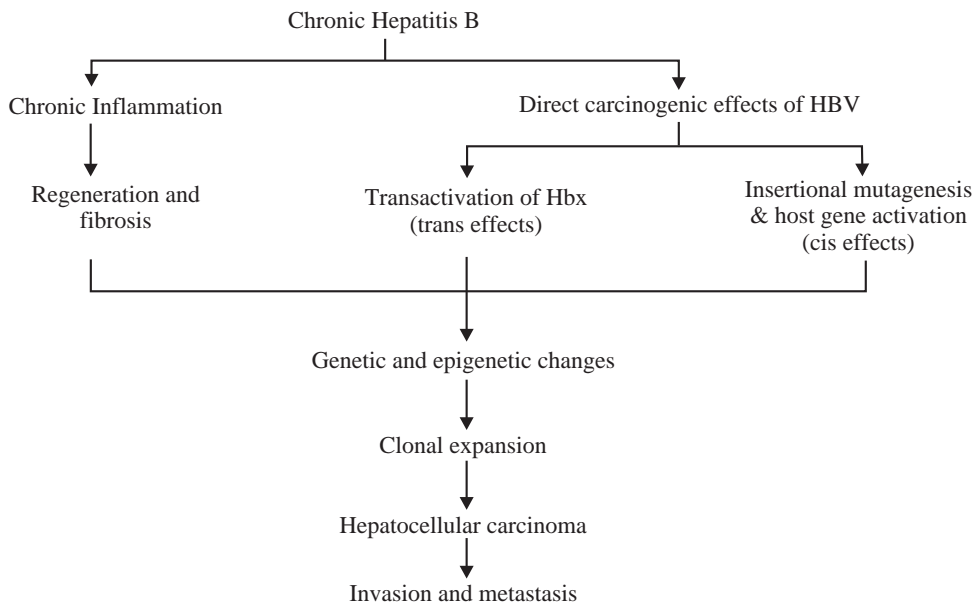 Chronic Hepatitis B
Chronic Inflammation
Direct carcinogenic effects of HBV
Regeneration and
fibrosis
Transactivation of Hbx
(trans effects)
Insertional mutagenesis
& host gene activation
(cis effects)
Genetic and epigenetic changes
Clonal expansion
Hepatocellular carcinoma
Invasion and metastasis